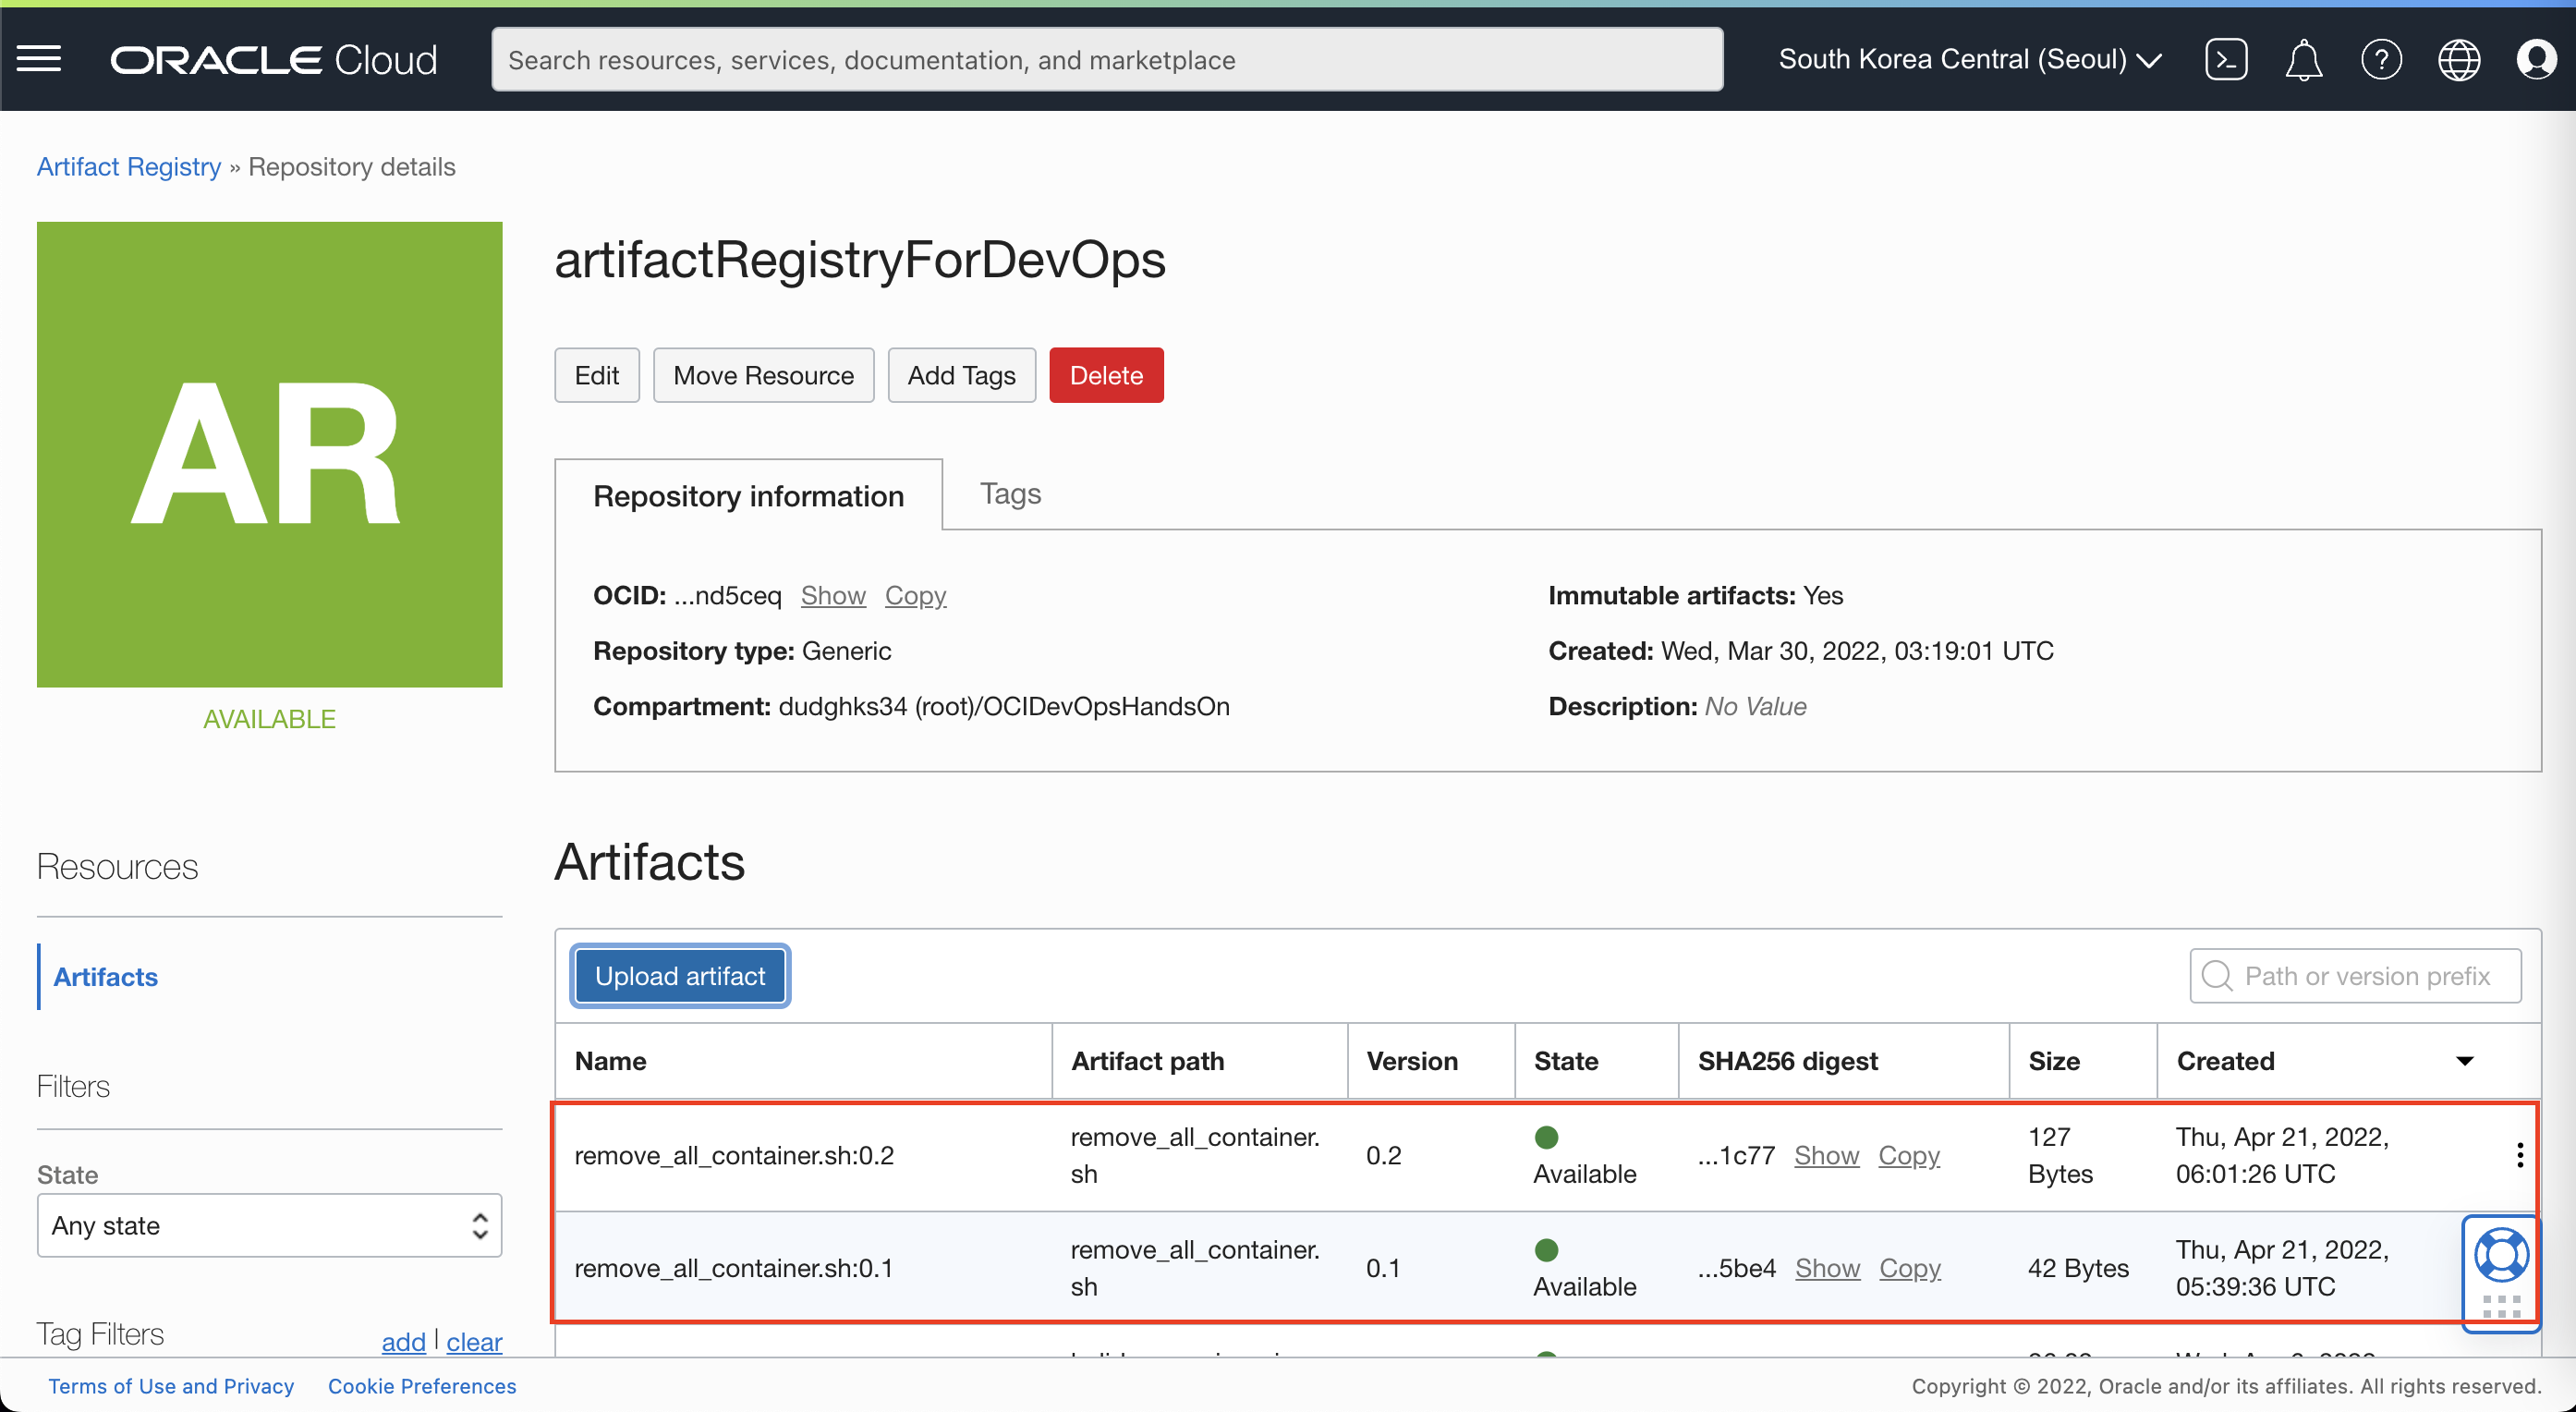 ORACLE Cloud
Search resources, services, documentation, and marketplace
South Korea Central (Seoul)
Artifact Registry » Repository details
AR
AVAILABLE
artifactRegistryForDevOps
Edit
Move Resource
Add Tags
Delete
Repository information
Tags
OCID: ...nd5ceq Show Copy
Repository type: Generic
Compartment: dudghks34 (root)/OCIDevOpsHandsOn
Immutable artifacts: Yes
Created: Wed, Mar 30, 2022, 03:19:01 UTC
Description: No Value
Resources
Artifacts
Filters
State
Any state
Tag Filters
add | clear
Artifacts
Upload artifact
Path or version prefix
Name Artifact path Version State SHA256 digest Size Created
remove_all_container.sh:0.2
remove_all_container.
sh
0.2
Available
...1c77 Show Copy
127
Bytes
Thu, Apr 21, 2022,
06:01:26 UTC
remove_all_container.sh:0.1
remove_all_container.
sh
0.1
Available
...5be4 Show Copy
42 Bytes
Thu, Apr 21, 2022,
05:39:36 UTC
Terms of Use and Privacy
Cookie Preferences
Copyright © 2022, Oracle and/or its affiliates. All rights reserved.